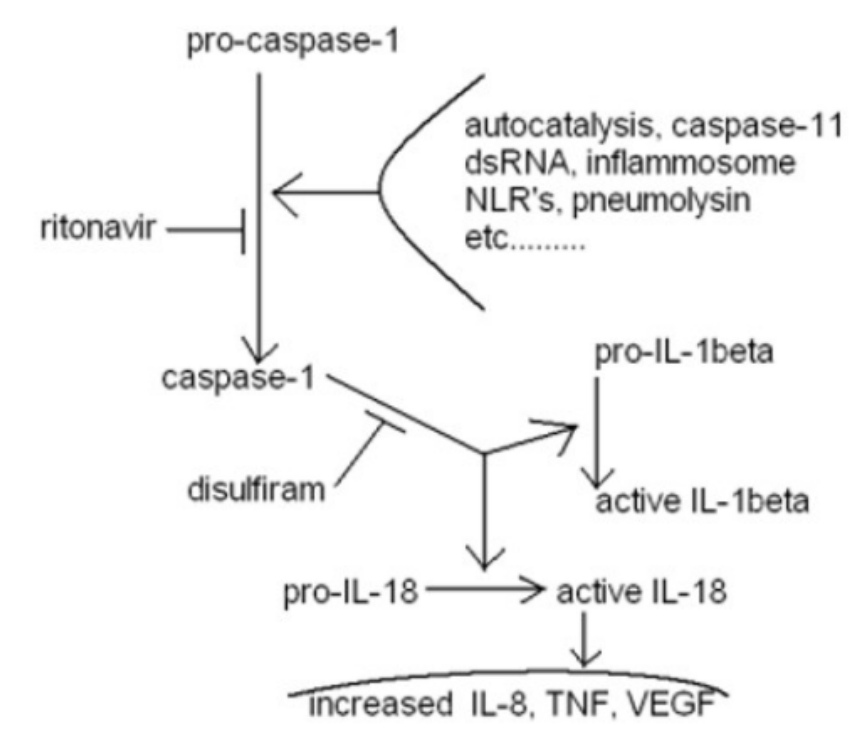 pro-caspase-1
autocatalysis, caspase-11
dsRNA, inflammosome
NLR's, pneumolysin
etc.........
ritonavir
caspase-1
pro-IL-1beta
disulfiram
active IL-1beta
pro-IL-18
active IL-18
increased IL-8, TNF, VEGF